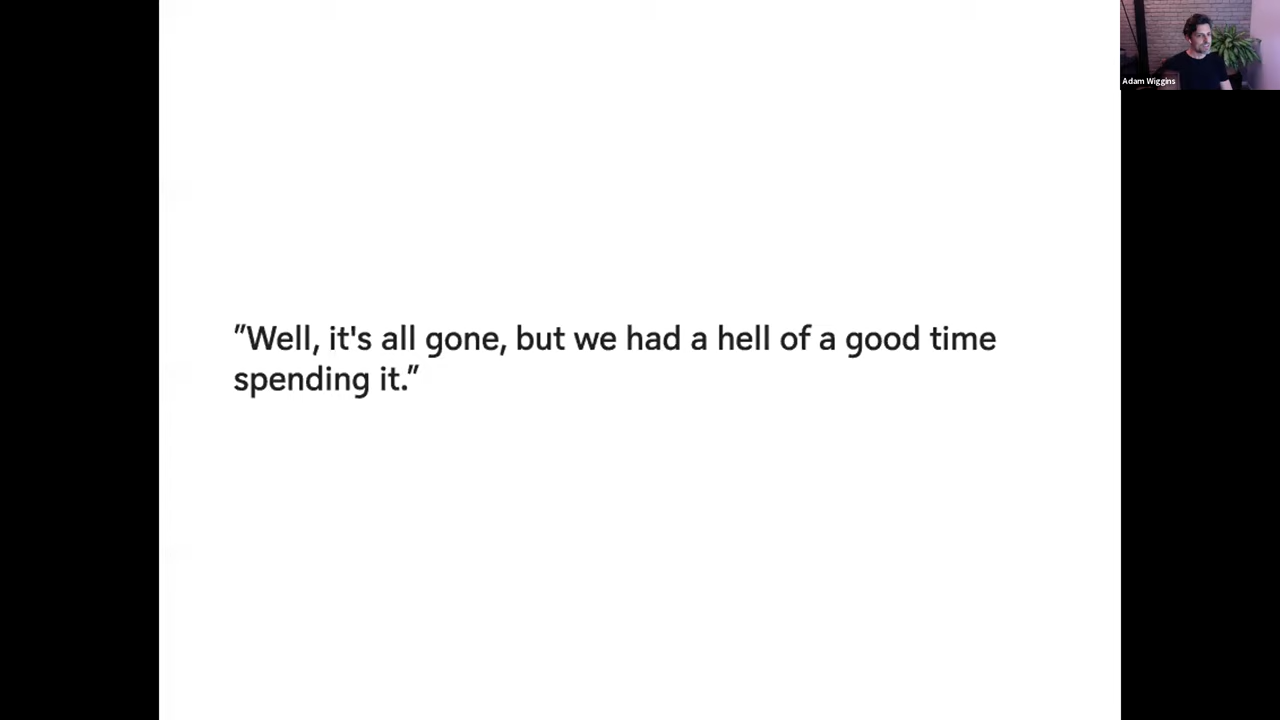 Adam Wiggins
"Well, it's all gone, but we had a hell of a good time
spending it."